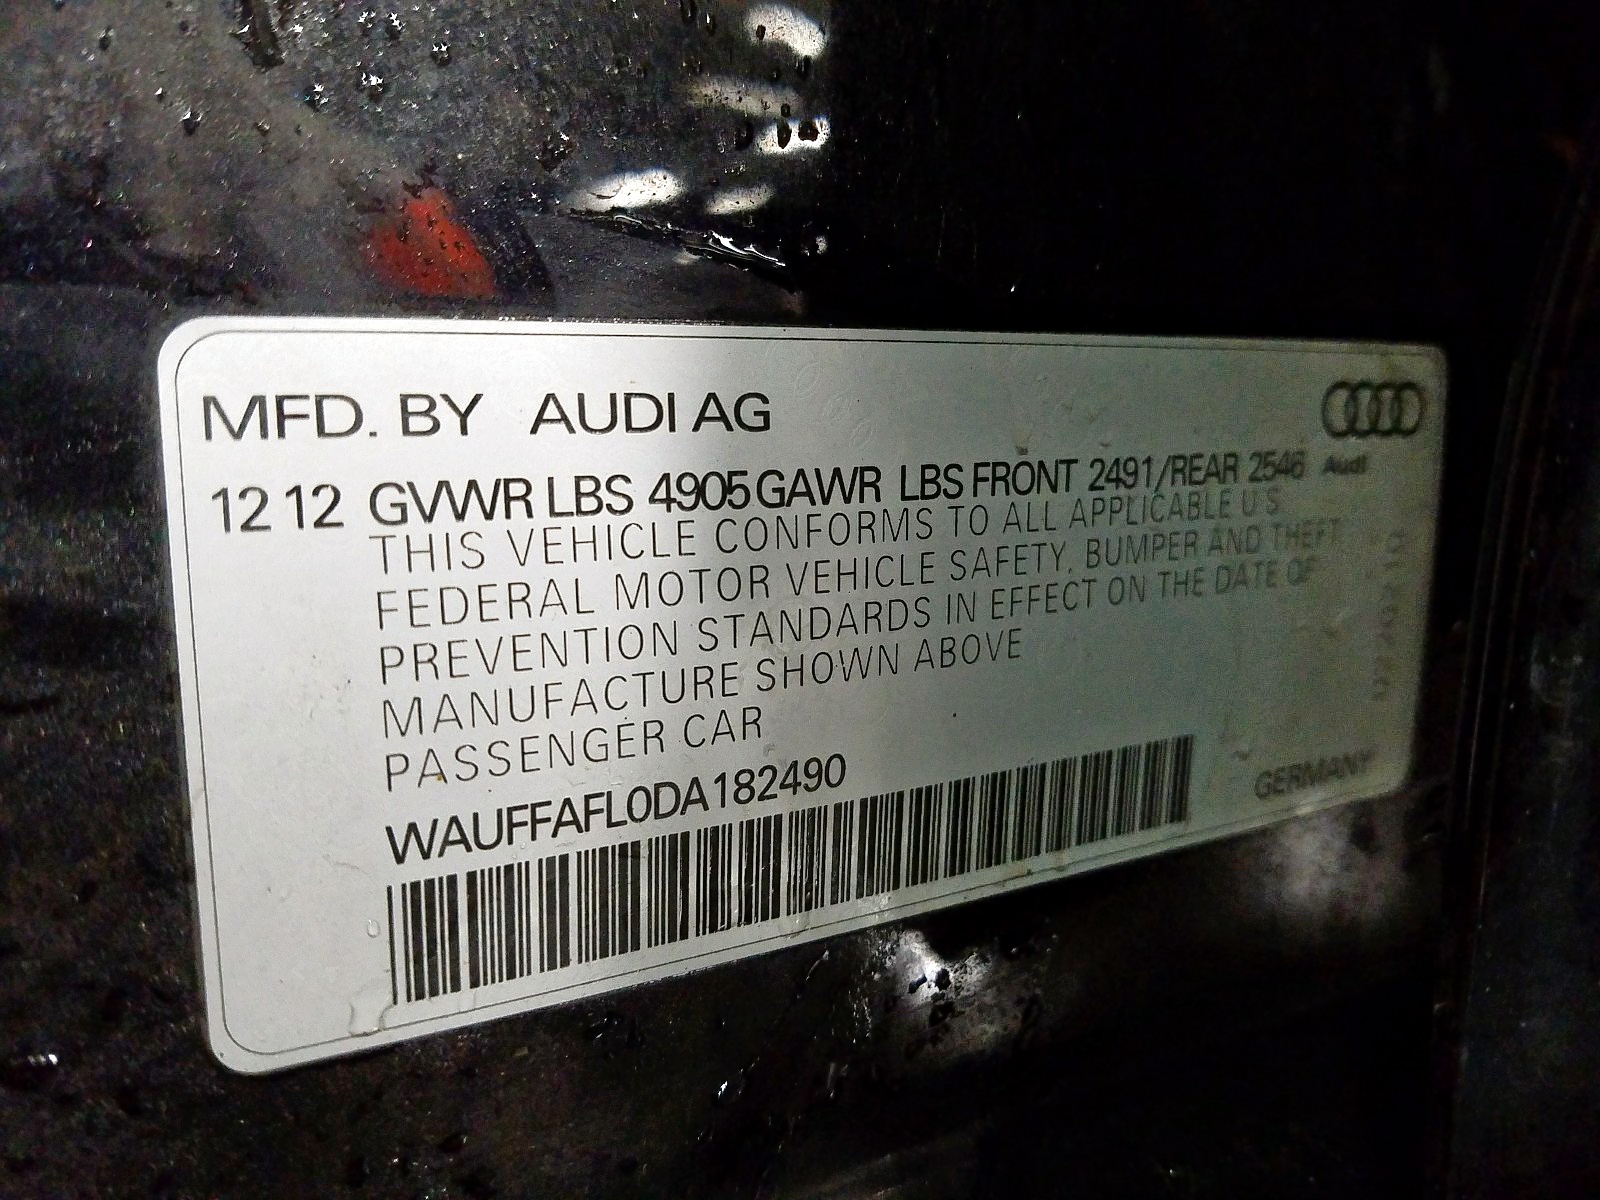 MFD. BY AUDI AG
12 12 GVWR LBS 4905 GAWR LBS FRONT 2491/REAR 2546
Audi
THIS VEHICLE CONFORMS TO ALL APPLICABLE U S
FEDERAL MOTOR VEHICLE SAFETY, BUMPER AND THEFT
PREVENTION STANDARDS IN EFFECT ON THE DATE OF
MANUFACTURE SHOWN ABOVE
PASSENGER CAR
WAUFFAFL0DA182490
GERMANY